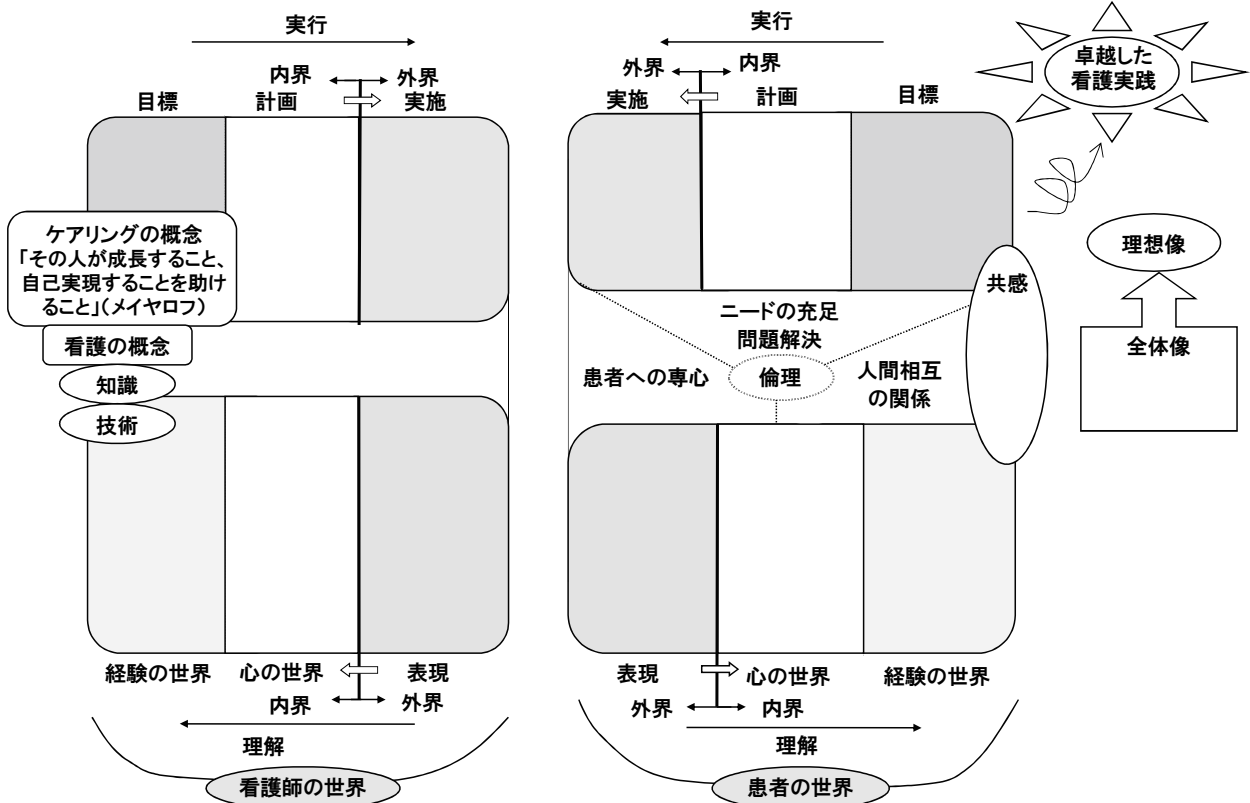 実行
内界
外界
目標
計画
実施
ケアリングの概念
「その人が成長すること、
自己実現することを助け
ること」(メイヤロフ)
看護の概念
知識
技術
経験の世界
心の世界
表現
内界
外界
理解
看護師の世界
実行
外界
内界
実施
計画
目標
ニードの充足
問題解決
患者への専心
倫理
人間相互
の関係
共感
表現
心の世界
経験の世界
外界
内界
理解
患者の世界
卓越した
看護実践
理想像
全体像